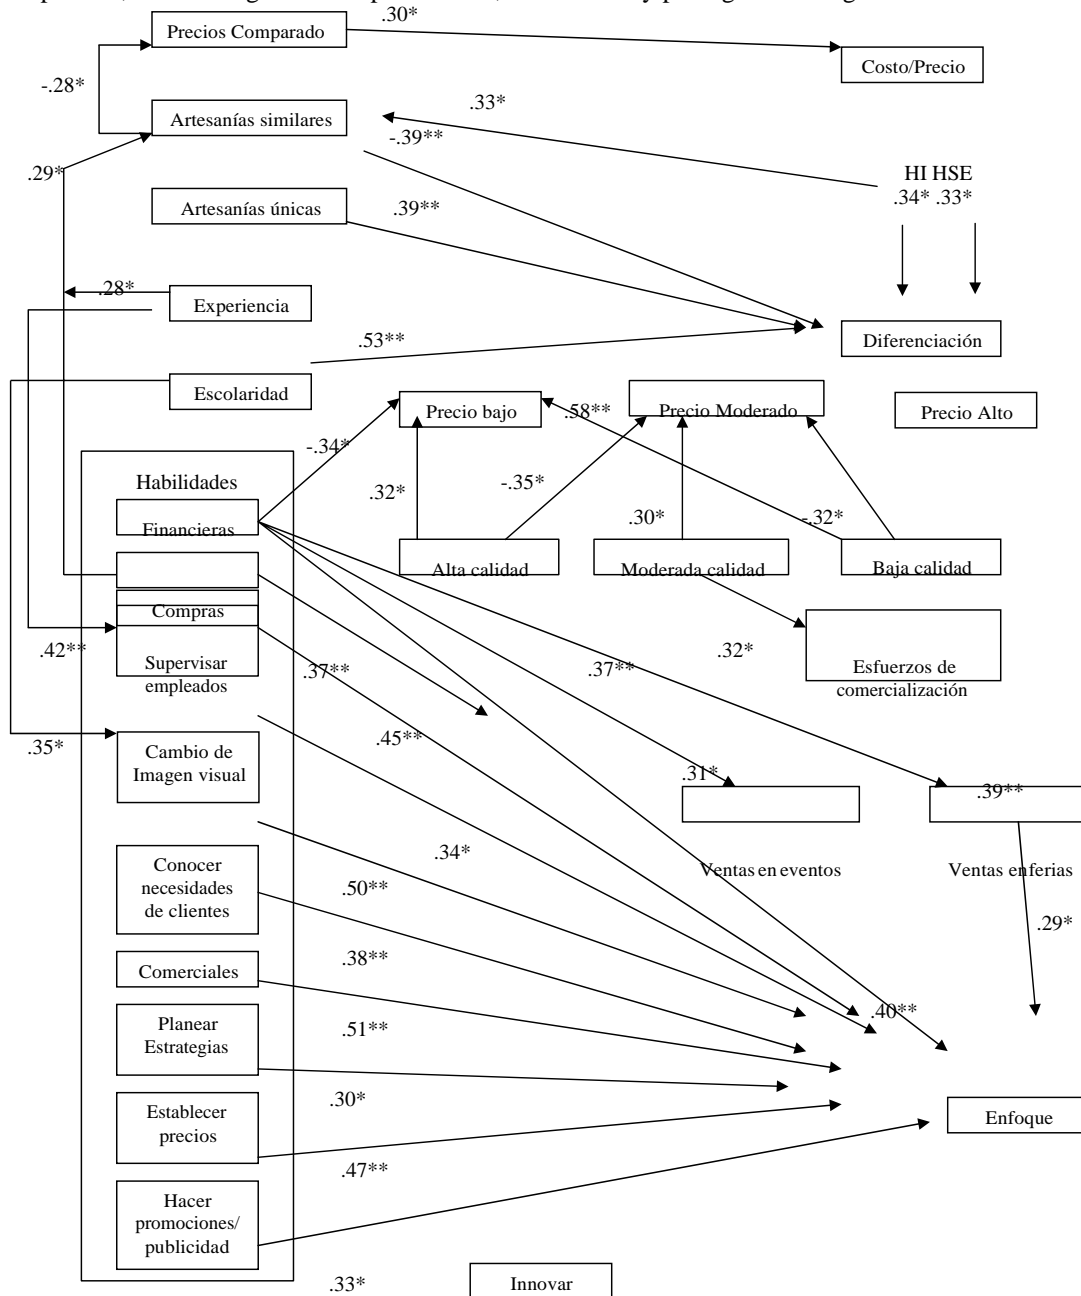 .30*
Precios Comparado
Costo/Precio
-.28*
.33*
Artesanías similares
-.39**
.29*
HI HSE
.34* .33*
Artesanías únicas
.39**
.28*
Experiencia
.53**
Diferenciación
Escolaridad
Precio bajo
.58**
Precio Moderado
Precio Alto
-.34*
Habilidades
.32*
-.35*
.30*
-.32*
Financieras
Alta calidad
Moderada calidad
Baja calidad
Compras
.42**
Supervisar
empleados
.37**
.32*
.37**
Esfuerzos de
comercialización
.35*
Cambio de
Imagen visual
.45**
.31*
.39**
.34*
Ventas en eventos
Ventas en ferias
Conocer
necesidades
de clientes
.50**
.29*
Comerciales
.38**
.40**
Planear
Estrategias
.51**
.30*
Establecer
precios
Enfoque
.47**
Hacer
promociones/
publicidad
.33*
Innovar